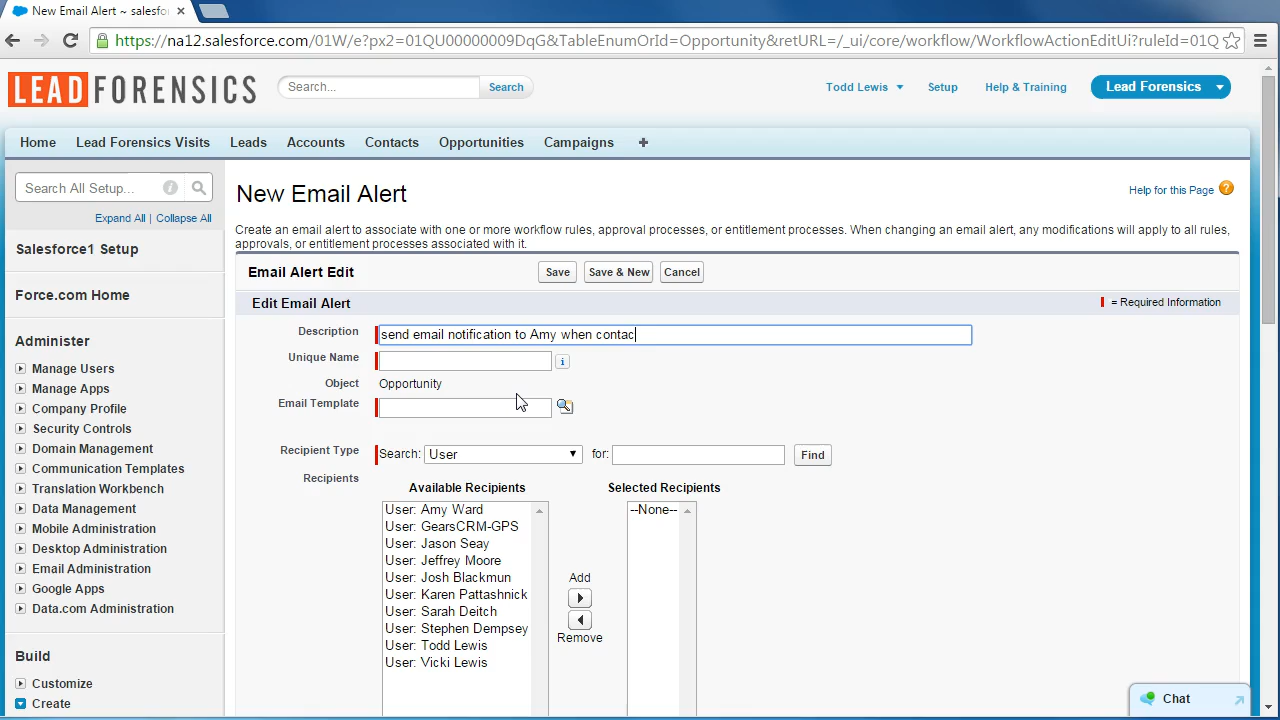 New Email Alert ~ salesfo
https://na12.salesforce.com/01W/e?px2=01QU00000009DqG&TableEnumOrId=Opportunity&retURL=/_ui/core/workflow/WorkflowActionEditUi?ruleId=01Q
LEADFORENSICS
Search...
Search
Todd Lewis
Setup
Help & Training
Lead Forensics
Home
Lead Forensics Visits
Leads
Accounts
Contacts
Opportunities
Campaigns
+
Search All Setup...
Expand All | Collapse All
Salesforce1 Setup
Force.com Home
Administer
Manage Users
Manage Apps
Company Profile
Security Controls
Domain Management
Communication Templates
Translation Workbench
Data Management
Mobile Administration
Desktop Administration
Email Administration
Google Apps
Data.com Administration
Build
Customize
Create
New Email Alert
Help for this Page ?
Create an email alert to associate with one or more workflow rules, approval processes, or entitlement processes. When changing an email alert, any modifications will apply to all rules,
approvals, or entitlement processes associated with it.
Email Alert Edit
Save
Save & New
Cancel
Edit Email Alert
= Required Information
Description
send email notification to Amy when contac
Unique Name
i
Object
Opportunity
Email Template
Recipient Type
Search: User
for:
Find
Recipients
Available Recipients
Selected Recipients
User: Amy Ward
User: GearsCRM-GPS
User: Jason Seay
User: Jeffrey Moore
User: Josh Blackmun
User: Karen Pattashnick
User: Sarah Deitch
User: Stephen Dempsey
User: Todd Lewis
User: Vicki Lewis
Add
Remove
--None--
Chat